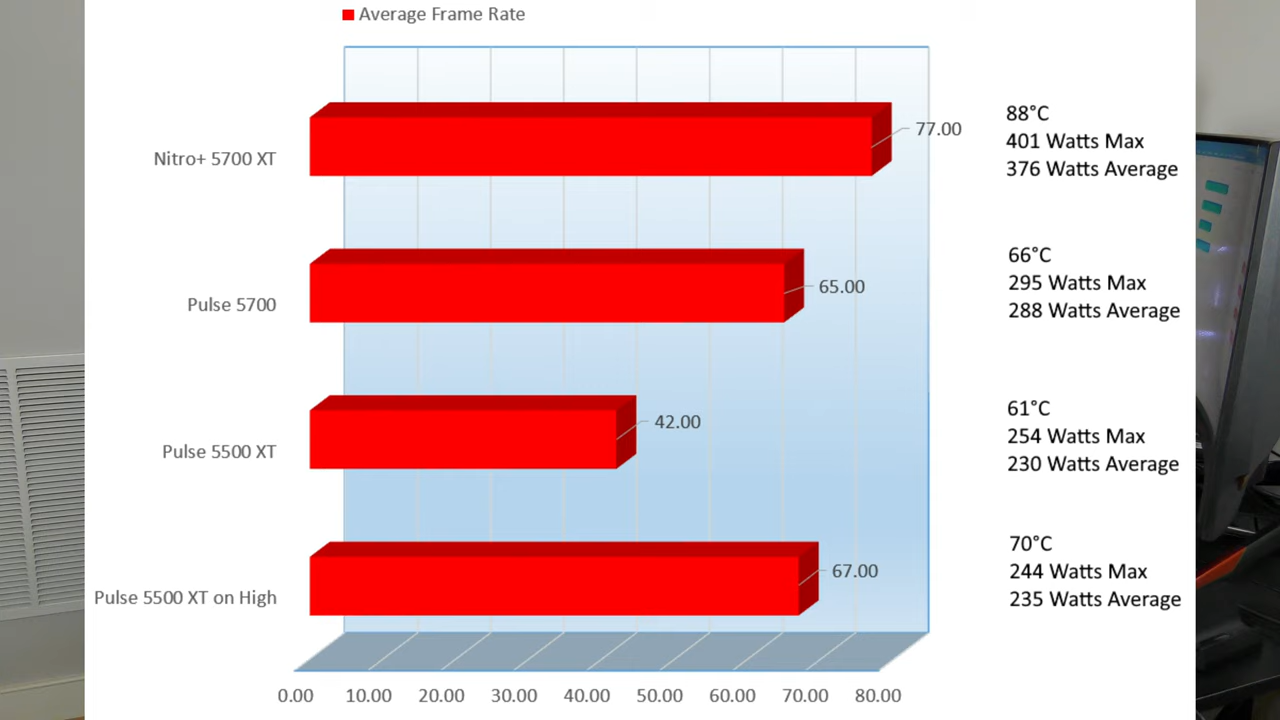 Average Frame Rate
Nitro+ 5700 XT
77.00
88°C
401 Watts Max
376 Watts Average
Pulse 5700
65.00
66°C
295 Watts Max
288 Watts Average
Pulse 5500 XT
42.00
61°C
254 Watts Max
230 Watts Average
Pulse 5500 XT on High
67.00
70°C
244 Watts Max
235 Watts Average
0.00 10.00 20.00 30.00 40.00 50.00 60.00 70.00 80.00